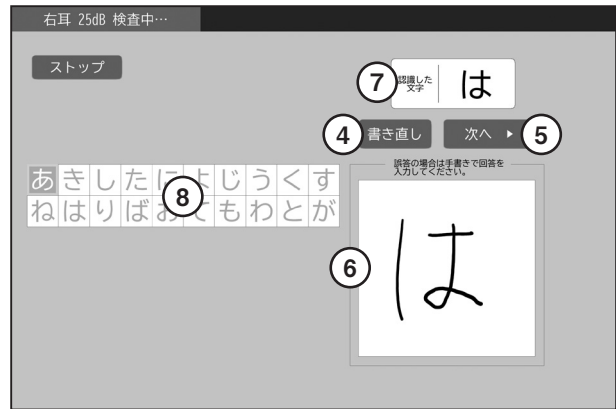 右耳 25dB 検査中…
ストップ
⑦ 認識した文字 は
④ 書き直し 次へ ▶ ⑤
誤答の場合は手書きで回答を
入力してください。
あきしたによじうくす
ねはりばおてもわとが
⑧
⑥ は